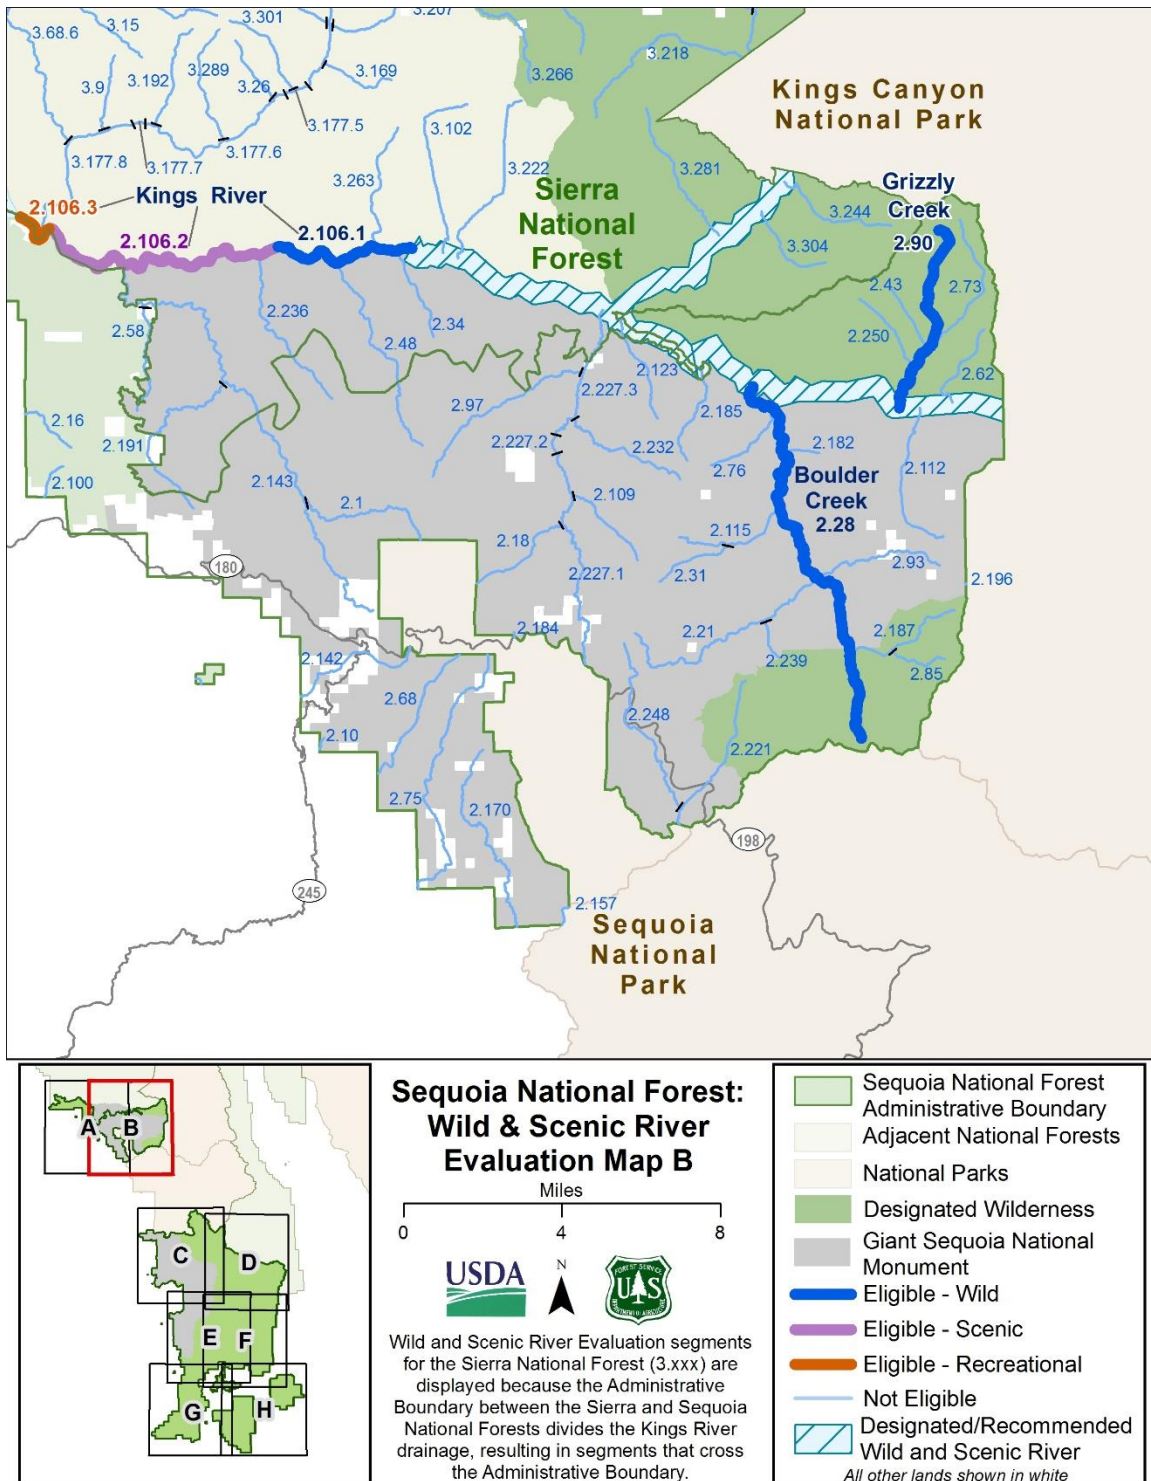 3.68.6
3.15
3.301
3.207
3.9
3.192
3.289
3.26
3.169
3.218
3.266
Kings Canyon
National Park
3.177.5
3.102
3.177.8
3.177.7
3.177.6
3.222
3.281
3.263
Kings River
Sierra
National
Forest
Grizzly
Creek
2.90
3.244
3.304
2.106.3
2.106.2
2.106.1
2.43
2.73
2.236
2.58
2.34
2.48
2.250
2.123
2.62
2.97
2.227.3
2.185
2.16
2.191
2.227.2
2.232
2.182
2.76
2.112
2.100
2.143
2.1
2.109
Boulder
Creek
2.28
2.18
2.115
2.93
180
2.227.1
2.31
2.196
2.184
2.21
2.187
2.142
2.239
2.85
2.68
2.248
2.10
2.221
2.75
2.170
198
245
2.157
Sequoia
National
Park
A
B
C
D
E
F
G
H
Sequoia National Forest:
Wild & Scenic River
Evaluation Map B
Miles
0 4 8
USDA
N
FOREST SERVICE
U S
DEPARTMENT OF AGRICULTURE
Wild and Scenic River Evaluation segments
for the Sierra National Forest (3.xxx) are
displayed because the Administrative
Boundary between the Sierra and Sequoia
National Forests divides the Kings River
drainage, resulting in segments that cross
the Administrative Boundary.
Sequoia National Forest
Administrative Boundary
Adjacent National Forests
National Parks
Designated Wilderness
Giant Sequoia National
Monument
Eligible - Wild
Eligible - Scenic
Eligible - Recreational
Not Eligible
Designated/Recommended
Wild and Scenic River
All other lands shown in white